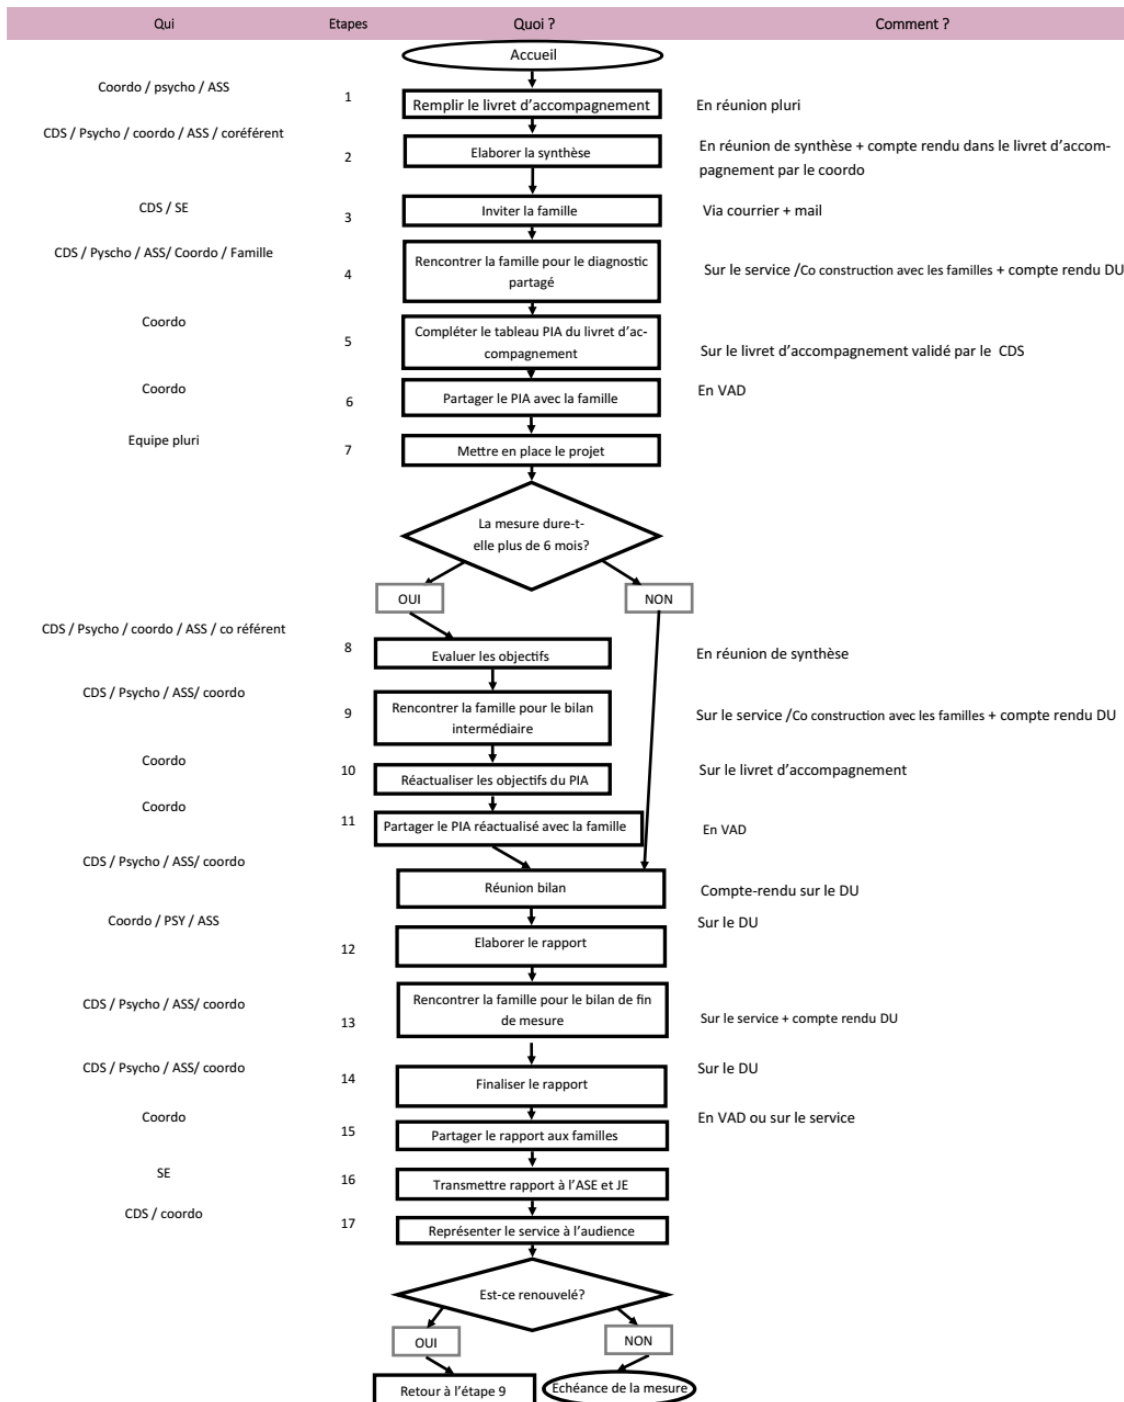 Qui Etapes Quoi ? Comment ?
Accueil
Coordo / psycho / ASS
1
Remplir le livret d'accompagnement
En réunion pluri
CDS / Psycho / coordo / ASS / coréférent
2
Elaborer la synthèse
En réunion de synthèse + compte rendu dans le livret d'accom-
pagnement par le coordo
CDS / SE
3
Inviter la famille
Via courrier + mail
CDS / Pyscho / ASS/ Coordo / Famille
4
Rencontrer la famille pour le diagnostic
partagé
Sur le service /Co construction avec les familles + compte rendu DU
Coordo
5
Compléter le tableau PIA du livret d'ac-
compagnement
Sur le livret d'accompagnement validé par le CDS
Coordo
6
Partager le PIA avec la famille
En VAD
Equipe pluri
7
Mettre en place le projet
La mesure dure-t-
elle plus de 6 mois?
OUI
NON
CDS / Psycho / coordo / ASS / co référent
8
Evaluer les objectifs
En réunion de synthèse
CDS / Psycho / ASS/ coordo
9
Rencontrer la famille pour le bilan
intermédiaire
Sur le service /Co construction avec les familles + compte rendu DU
Coordo
10
Réactualiser les objectifs du PIA
Sur le livret d'accompagnement
Coordo
11
Partager le PIA réactualisé avec la famille
En VAD
CDS / Psycho / ASS/ coordo
Réunion bilan
Compte-rendu sur le DU
Coordo / PSY / ASS
12
Elaborer le rapport
Sur le DU
CDS / Psycho / ASS/ coordo
13
Rencontrer la famille pour le bilan de fin
de mesure
Sur le service + compte rendu DU
CDS / Psycho / ASS/ coordo
14
Finaliser le rapport
Sur le DU
Coordo
15
Partager le rapport aux familles
En VAD ou sur le service
SE
16
Transmettre rapport à l'ASE et JE
CDS / coordo
17
Représenter le service à l'audience
Est-ce renouvelé?
OUI
NON
Retour à l'étape 9
Echéance de la mesure